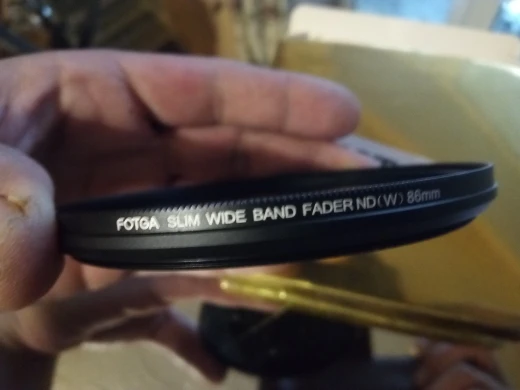 FOTGA SLIM WIDE BAND FADER ND(W) 86mm